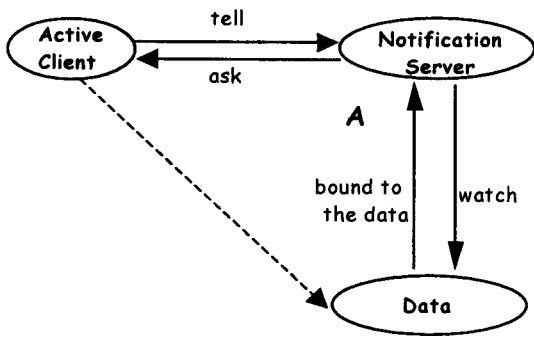 tell
Active
Client
Notification
Server
ask
A
bound to
the data
watch
Data